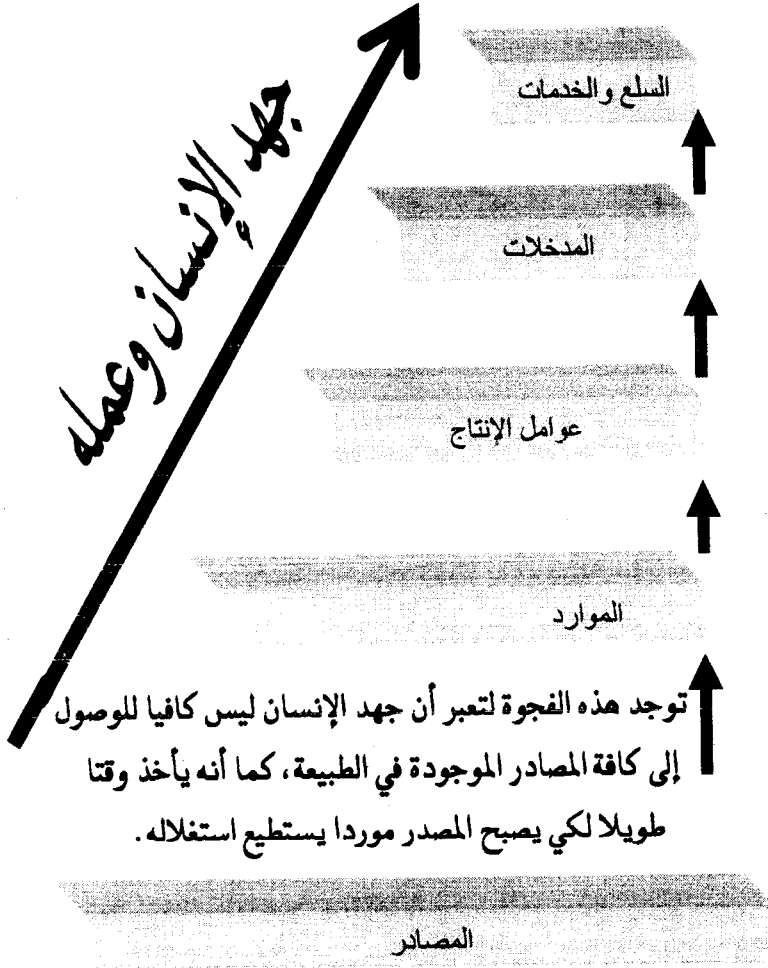 السلع والخدمات
جهد الإنسان وعمله
المدخلات
عوامل الإنتاج
الموارد
توجد هذه الفجوة لتعبر أن جهد الإنسان ليس كافيا للوصول
إلى كافة المصادر الموجودة في الطبيعة، كما أنه يأخذ وقتا
طويلا لكي يصبح المصدر موردا يستطيع استغلاله.
المصادر